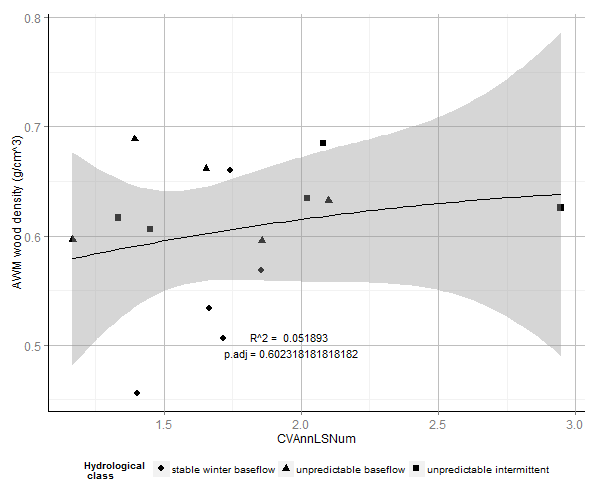 0.8
0.7
0.6
0.5
AWM wood density (g/cm^3)
R^2 = 0.051893
p.adj = 0.602318181818182
1.5
2.0
2.5
3.0
CVAnnLSNum
Hydrological
class
stable winter baseflow
unpredictable baseflow
unpredictable intermittent